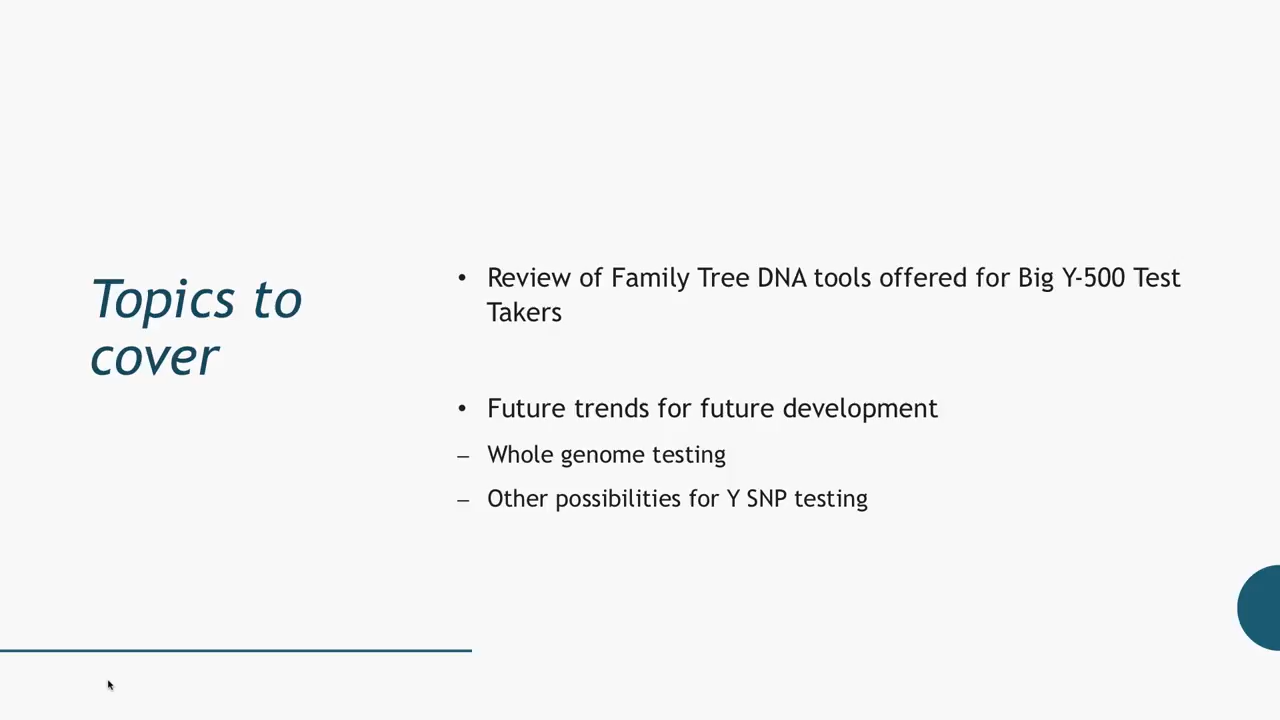 Topics to
cover
• Review of Family Tree DNA tools offered for Big Y-500 Test
Takers
• Future trends for future development
– Whole genome testing
– Other possibilities for Y SNP testing